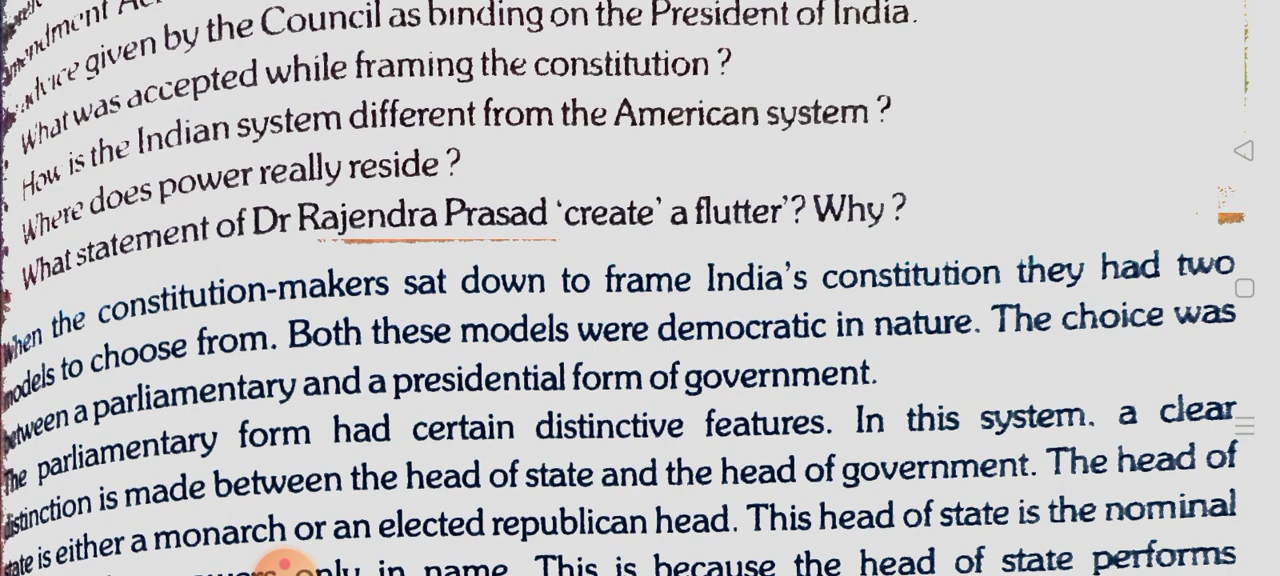 given by the Council as binding on the President of India.
What was accepted while framing the constitution ?
How is the Indian system different from the American system ?
Where does power really reside ?
What statement of Dr Rajendra Prasad ‘create’ a flutter’? Why ?
When the constitution-makers sat down to frame India’s constitution they had two
models to choose from. Both these models were democratic in nature. The choice was
between a parliamentary and a presidential form of government.
The parliamentary form had certain distinctive features. In this system. a clear
distinction is made between the head of state and the head of government. The head of
state is either a monarch or an elected republican head. This head of state is the nominal
only in name. This is because the head of state performs